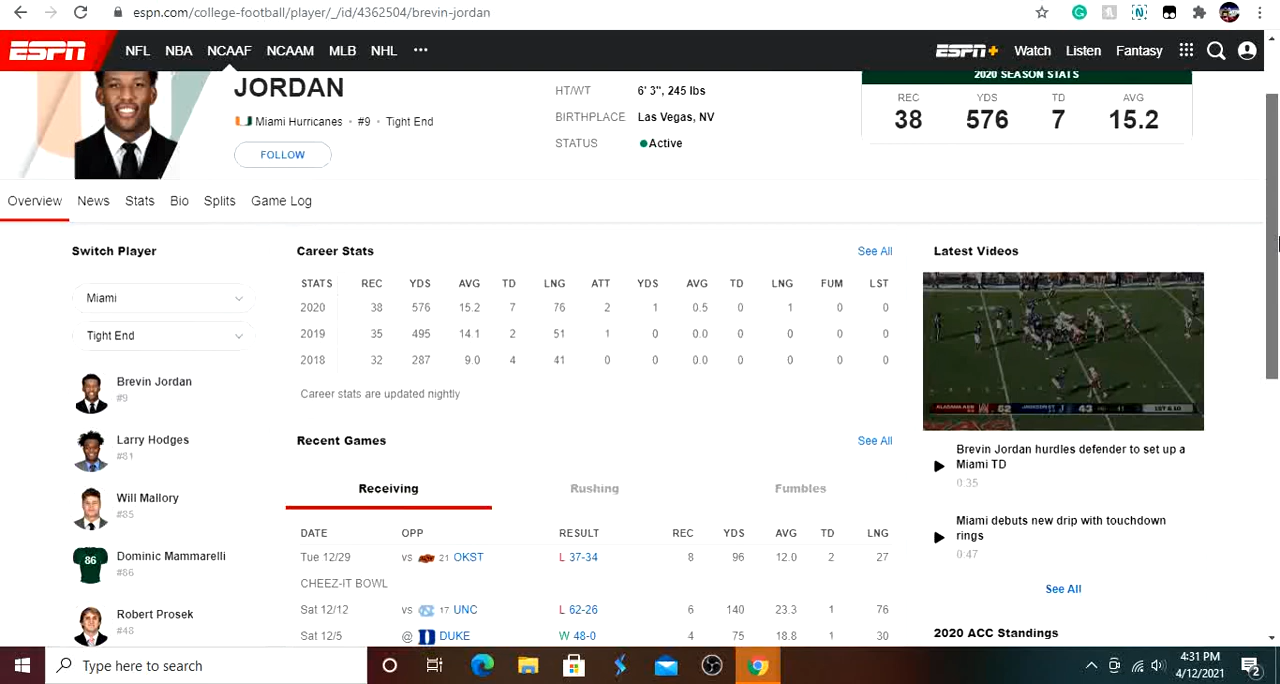 espn.com/college-football/player/_/id/4362504/brevin-jordan
ESPN NFL NBA NCAAF NCAAM MLB NHL ••• ESPN+ Watch Listen Fantasy
JORDAN
Miami Hurricanes • #9 • Tight End
FOLLOW
HT/WT 6' 3", 245 lbs
BIRTHPLACE Las Vegas, NV
STATUS Active
2020 SEASON STATS
REC YDS TD AVG
38 576 7 15.2
Overview News Stats Bio Splits Game Log
Switch Player
Miami
Tight End
Brevin Jordan
#9
Larry Hodges
#81
Will Mallory
#85
86
Dominic Mammarelli
#86
Robert Prosek
#48
Career Stats See All
STATS REC YDS AVG TD LNG ATT YDS AVG TD LNG FUM LST
2020 38 576 15.2 7 76 2 1 0.5 0 1 0 0
2019 35 495 14.1 2 51 1 0 0.0 0 0 0 0
2018 32 287 9.0 4 41 0 0 0.0 0 0 0 0
Career stats are updated nightly
Recent Games See All
Receiving Rushing Fumbles
DATE OPP RESULT REC YDS AVG TD LNG
Tue 12/29 vs 21 OKST L 37-34 8 96 12.0 2 27
CHEEZ-IT BOWL
Sat 12/12 vs 17 UNC L 62-26 6 140 23.3 1 76
Sat 12/5 @ DUKE W 48-0 4 75 18.8 1 30
Latest Videos
Brevin Jordan hurdles defender to set up a
Miami TD
0:35
Miami debuts new drip with touchdown
rings
0:47
See All
2020 ACC Standings
Type here to search
4:31 PM
4/12/2021
2